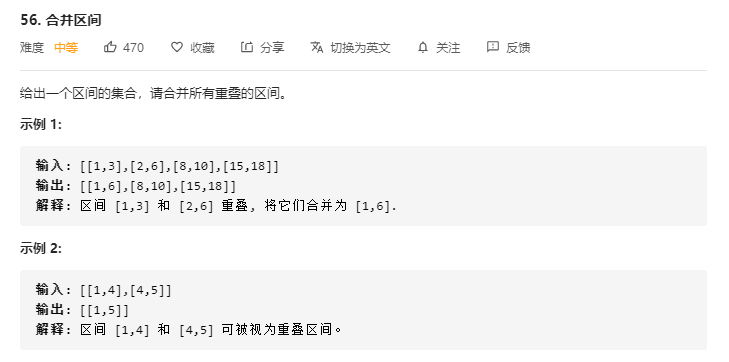 56. 合并区间
难度 中等 470 收藏 分享 切换为英文 关注 反馈
给出一个区间的集合，请合并所有重叠的区间。
示例 1:
输入: [[1,3],[2,6],[8,10],[15,18]]
输出: [[1,6],[8,10],[15,18]]
解释: 区间 [1,3] 和 [2,6] 重叠, 将它们合并为 [1,6].
示例 2:
输入: [[1,4],[4,5]]
输出: [[1,5]]
解释: 区间 [1,4] 和 [4,5] 可被视为重叠区间。